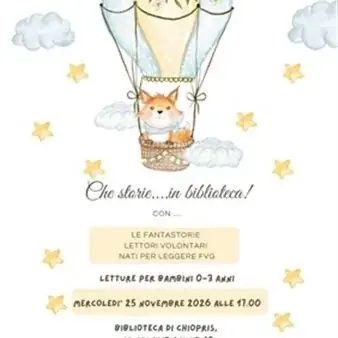 Che storie....in biblioteca!
CON ....
LE FANTASTORIE
LETTORI VOLONTARI
NATI PER LEGGERE FVG
LETTURE PER BAMBINI 0-3 ANNI
MERCOLEDI' 25 NOVEMBRE 2026 ALLE 17.00
BIBLIOTECA DI CHIOPRIS,